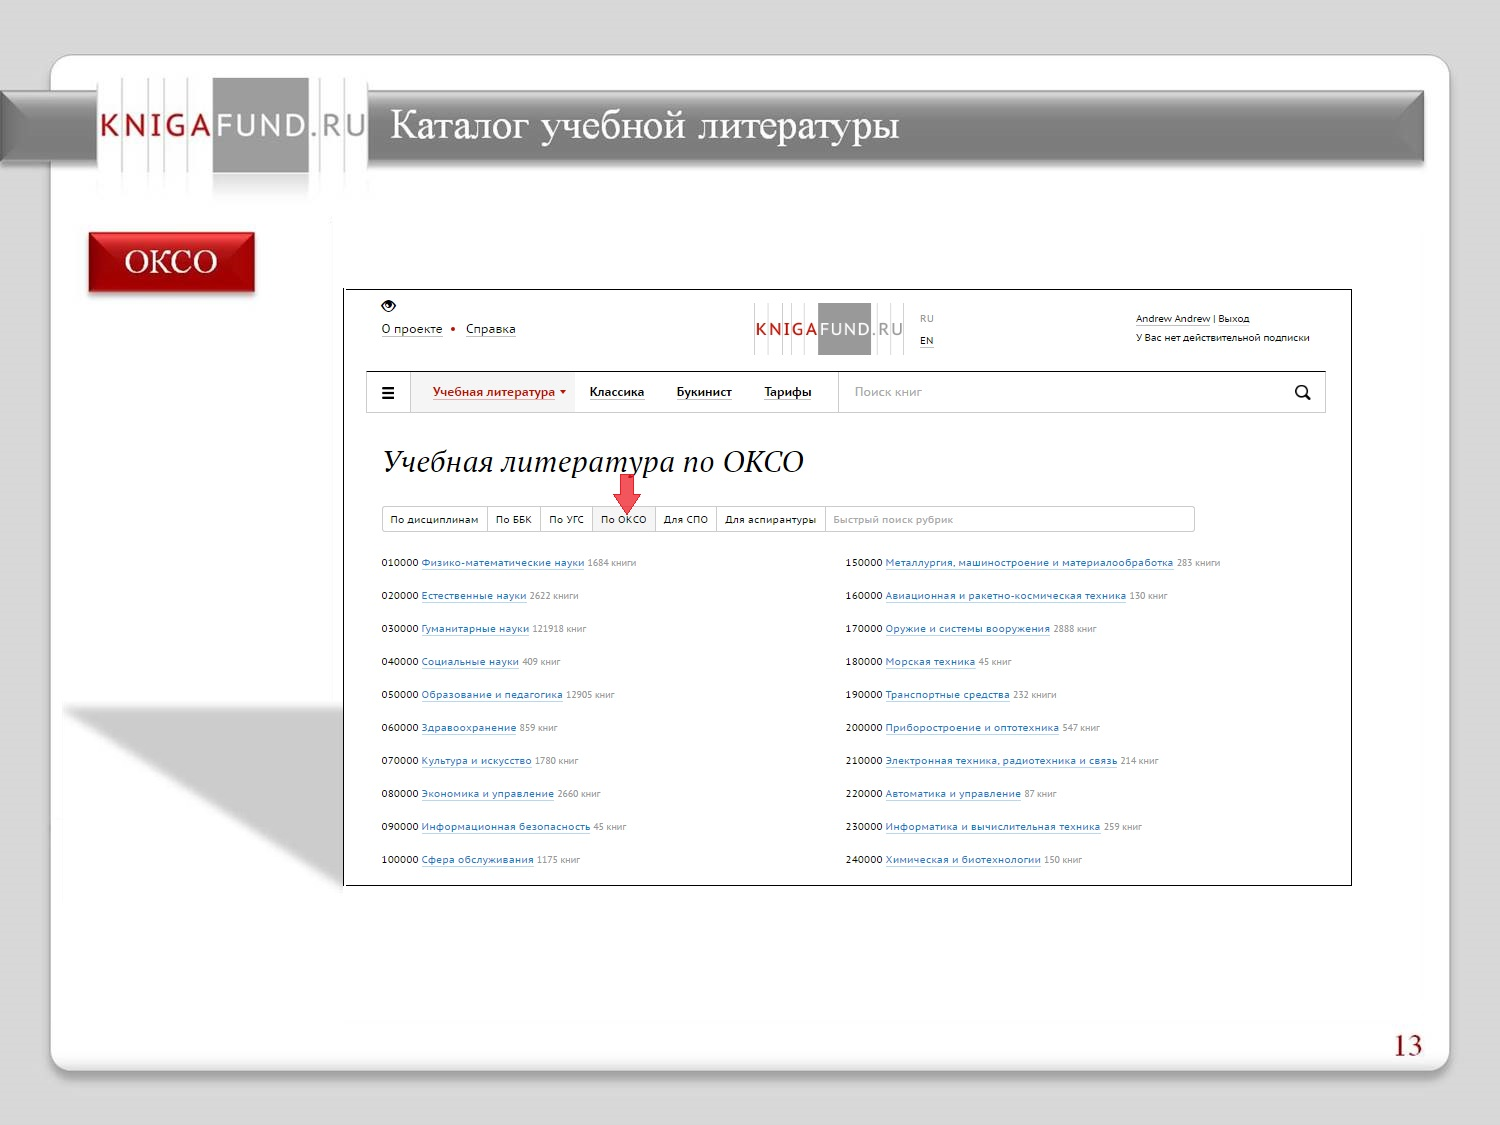 KNIGAFUND.RU Каталог учебной литературы
ОКСО
О проекте • Справка
KNIGAFUND.RU
RU
EN
Andrew Andrew | Выход
У Вас нет действительной подписки
Учебная литература Классика Букинист Тарифы Поиск книг
Учебная литература по ОКСО
По дисциплинам По ББК По УГС По ОКСО Для СПО Для аспирантуры Быстрый поиск рубрик
010000 Физико-математические науки 1684 книги
020000 Естественные науки 2622 книги
030000 Гуманитарные науки 121918 книг
040000 Социальные науки 409 книг
050000 Образование и педагогика 12905 книг
060000 Здравоохранение 859 книг
070000 Культура и искусство 1780 книг
080000 Экономика и управление 2660 книг
090000 Информационная безопасность 45 книг
100000 Сфера обслуживания 1175 книг
150000 Металлургия, машиностроение и материалообработка 283 книги
160000 Авиационная и ракетно-космическая техника 130 книг
170000 Оружие и системы вооружения 2888 книг
180000 Морская техника 45 книг
190000 Транспортные средства 232 книги
200000 Приборостроение и оптотехника 547 книг
210000 Электронная техника, радиотехника и связь 214 книг
220000 Автоматика и управление 87 книг
230000 Информатика и вычислительная техника 259 книг
240000 Химическая и биотехнологии 150 книг
13